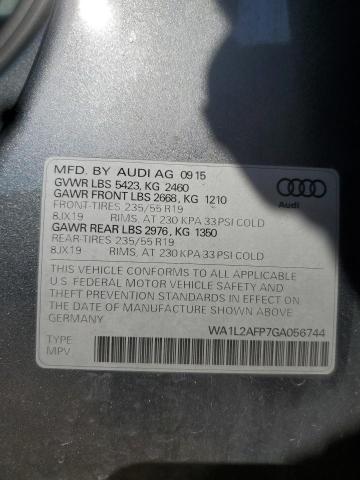 MFD. BY AUDI AG 09 15
GVWR LBS 5423, KG 2460
GAWR FRONT LBS 2668, KG 1210
FRONT-TIRES 235/55 R19
8JX19 RIMS, AT 230 KPA 33 PSI COLD
GAWR REAR LBS 2976, KG 1350
REAR-TIRES 235/55 R19
8JX19 RIMS, AT 230 KPA 33 PSI COLD
Audi
THIS VEHICLE CONFORMS TO ALL APPLICABLE
U.S. FEDERAL MOTOR VEHICLE SAFETY AND
THEFT PREVENTION STANDARDS IN EFFECT ON
THE DATE OF MANUFACTURE SHOWN ABOVE
GERMANY
WA1L2AFP7GA056744
TYPE
MPV